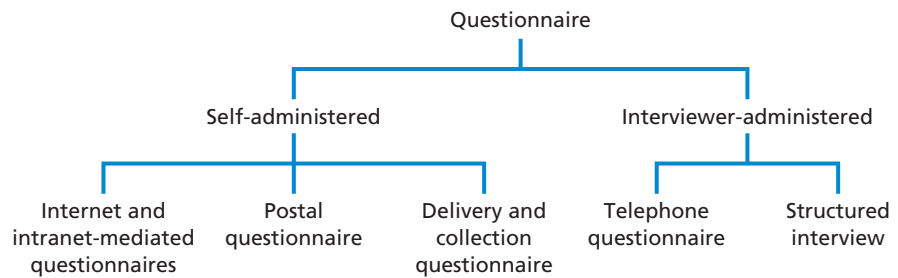 Questionnaire
Self-administered
Interviewer-administered
Internet and
intranet-mediated
questionnaires
Postal
questionnaire
Delivery and
collection
questionnaire
Telephone
questionnaire
Structured
interview